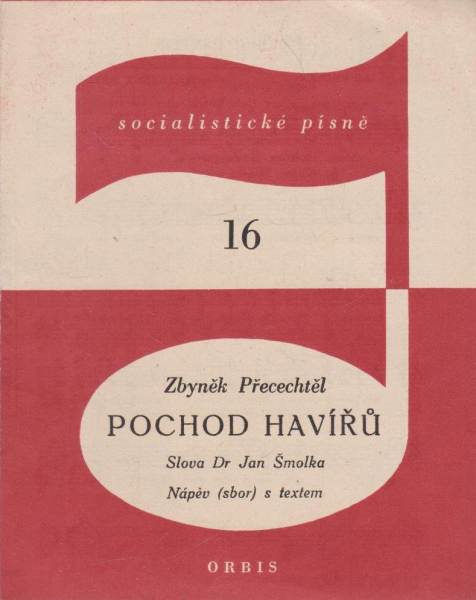 socialistické písně
16
Zbyněk Přecechtěl
POCHOD HAVÍŘŮ
Slova Dr Jan Šmolka
Nápěv (sbor) s textem
ORBIS